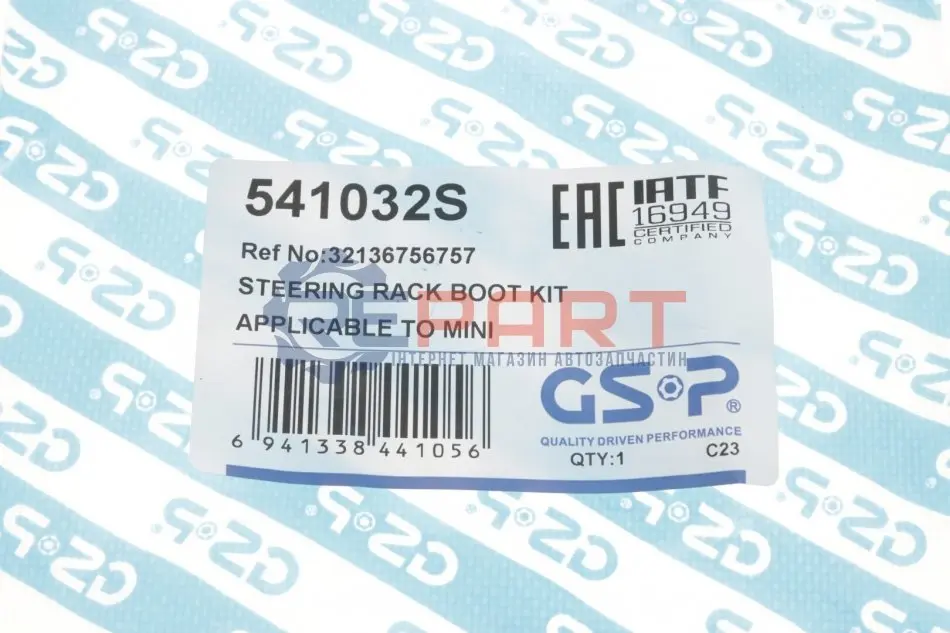 541032S
EAC
IATF
16949
CERTIFIED
COMPANY
Ref No:32136756757
STEERING RACK BOOT KIT
APPLICABLE TO MINI
REPART
ІНТЕРНЕТ МАГАЗИН АВТОЗАПЧАСТИН
6 941338 441056
GSP®
QUALITY DRIVEN PERFORMANCE
QTY:1
C23